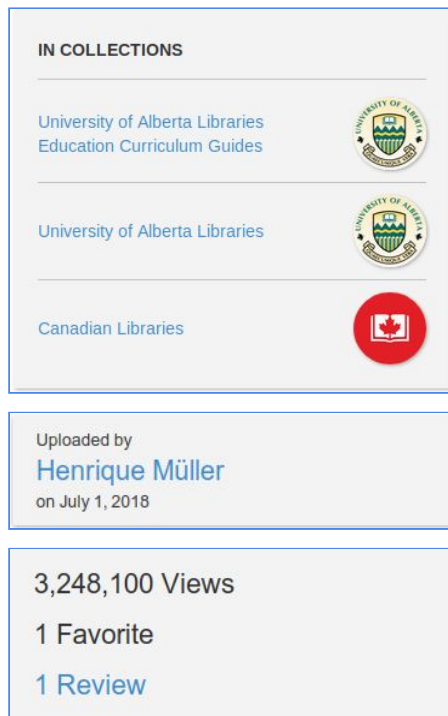 IN COLLECTIONS
University of Alberta Libraries
Education Curriculum Guides
University of Alberta Libraries
Canadian Libraries
Uploaded by
Henrique Müller
on July 1, 2018
3,248,100 Views
1 Favorite
1 Review